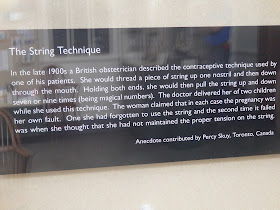 The String Technique
In the late 1900s a British obstetrician described the contraceptive technique used by
one of his patients. She would thread a piece of string up one nostril and then down
through the mouth. Holding both ends, she would then pull the string up and down
seven or nine times (being magical numbers). The doctor delivered her of two children
while she used this technique. The woman claimed that in each case the pregnancy was
her own fault. One she had forgotten to use the string and the second time it failed
was when she thought that she had not maintained the proper tension on the string.
Anecdote contributed by Percy Skuy, Toronto, Canada